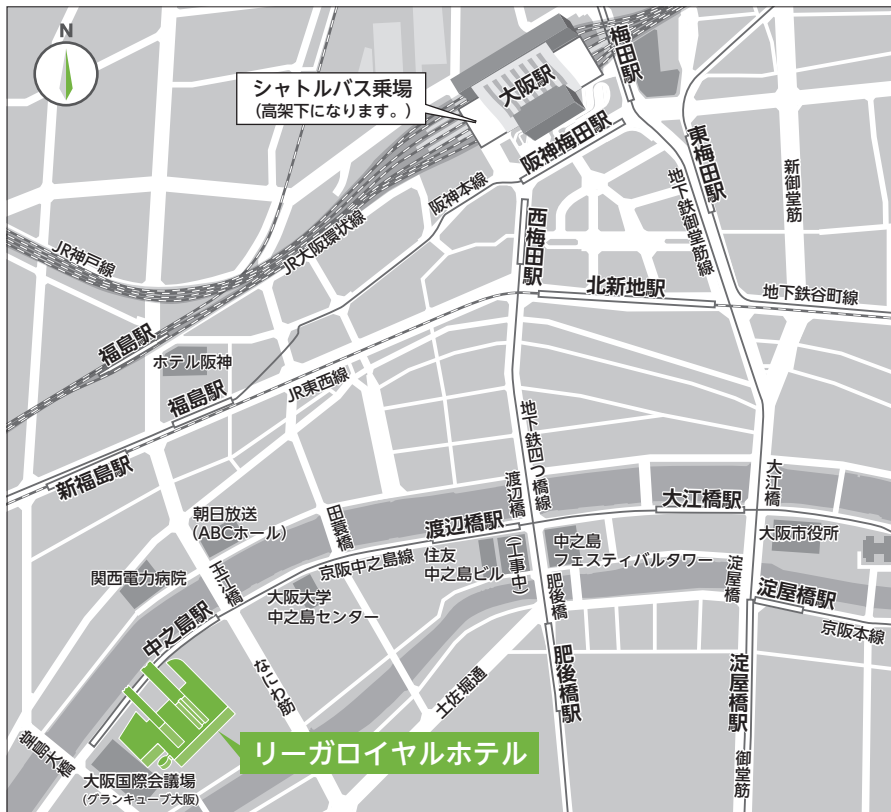 N
シャトルバス乗場
(高架下になります。)
大阪駅
梅田駅
阪神梅田駅
東梅田駅
新御堂筋
地下鉄御堂筋線
阪神本線
西梅田駅
JR大阪環状線
JR神戸線
北新地駅
地下鉄谷町線
福島駅
ホテル阪神
福島駅
JR東西線
新福島駅
地下鉄四つ橋線
渡辺橋
大江橋
大江橋駅
渡辺橋駅
朝日放送
(ABCホール)
田蓑橋
京阪中之島線
住友
中之島ビル
(工事中)
中之島
フェスティバルタワー
大阪市役所
関西電力病院
玉江橋
大阪大学
中之島センター
肥後橋
淀屋橋
淀屋橋駅
京阪本線
中之島駅
なにわ筋
土佐堀通
肥後橋駅
淀屋橋駅
御堂筋
堂島大橋
リーガロイヤルホテル
大阪国際会議場
(グランキューブ大阪)